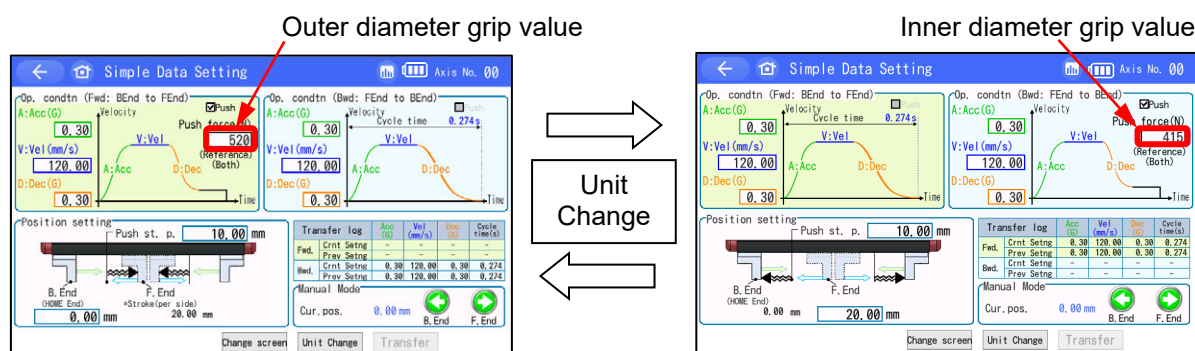 Outer diameter grip value
Inner diameter grip value
Simple Data Setting
Axis No. 00
Op. condtn (Fwd: BEnd to FEnd)
A:Acc(G)
0.30
V:Vel(mm/s)
120.00
D:Dec(G)
0.30
Velocity
Push
Push force(N)
520
(Reference)
(Both)
V:Vel
A:Acc
D:Dec
Time
Op. condtn (Bwd: FEnd to BEnd)
A:Acc(G)
0.30
V:Vel(mm/s)
120.00
D:Dec(G)
0.30
Velocity
Push
Cycle time 0.274s
V:Vel
A:Acc
D:Dec
Time
Position setting
Push st. p. 10.00 mm
B. End
(HOME End)
0.00 mm
F. End
*Stroke(per side)
20.00 mm
Transfer log Acc (G) Vel (mm/s) Dec (G) Cycle time(s)
Fwd. Crnt Setng - - - -
Prev Setng - - - -
Bwd. Crnt Setng 0.30 120.00 0.30 0.274
Prev Setng 0.30 120.00 0.30 0.274
Manual Mode
Cur. pos. 0.00 mm
B. End
F. End
Change screen
Unit Change
Transfer
Unit
Change
Simple Data Setting
Axis No. 00
Op. condtn (Fwd: BEnd to FEnd)
A:Acc(G)
0.30
V:Vel(mm/s)
120.00
D:Dec(G)
0.30
Velocity
Push
Cycle time 0.274s
V:Vel
A:Acc
D:Dec
Time
Op. condtn (Bwd: FEnd to BEnd)
A:Acc(G)
0.30
V:Vel(mm/s)
120.00
D:Dec(G)
0.30
Velocity
Push
Push force(N)
415
(Reference)
(Both)
V:Vel
A:Acc
D:Dec
Time
Position setting
Push st. p. 10.00 mm
B. End
(HOME End)
0.00 mm
F. End
20.00 mm
Transfer log Acc (G) Vel (mm/s) Dec (G) Cycle time(s)
Fwd. Crnt Setng 0.30 120.00 0.30 0.274
Prev Setng 0.30 120.00 0.30 0.274
Bwd. Crnt Setng - - - -
Prev Setng - - - -
Manual Mode
Cur. pos. 0.00 mm
B. End
F. End
Change screen
Unit Change
Transfer